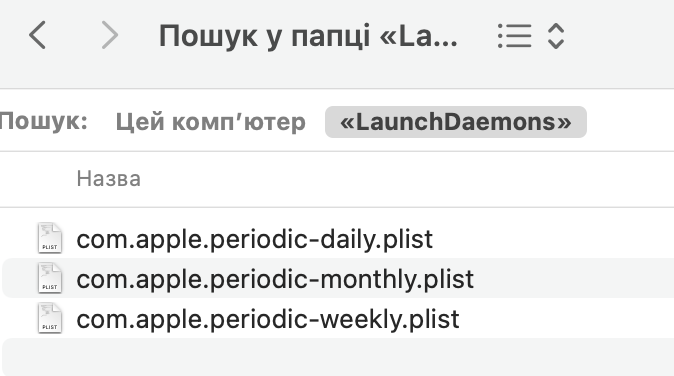 Пошук у папці «La...
Пошук: Цей комп’ютер «LaunchDaemons»
Назва
PLIST com.apple.periodic-daily.plist
PLIST com.apple.periodic-monthly.plist
PLIST com.apple.periodic-weekly.plist